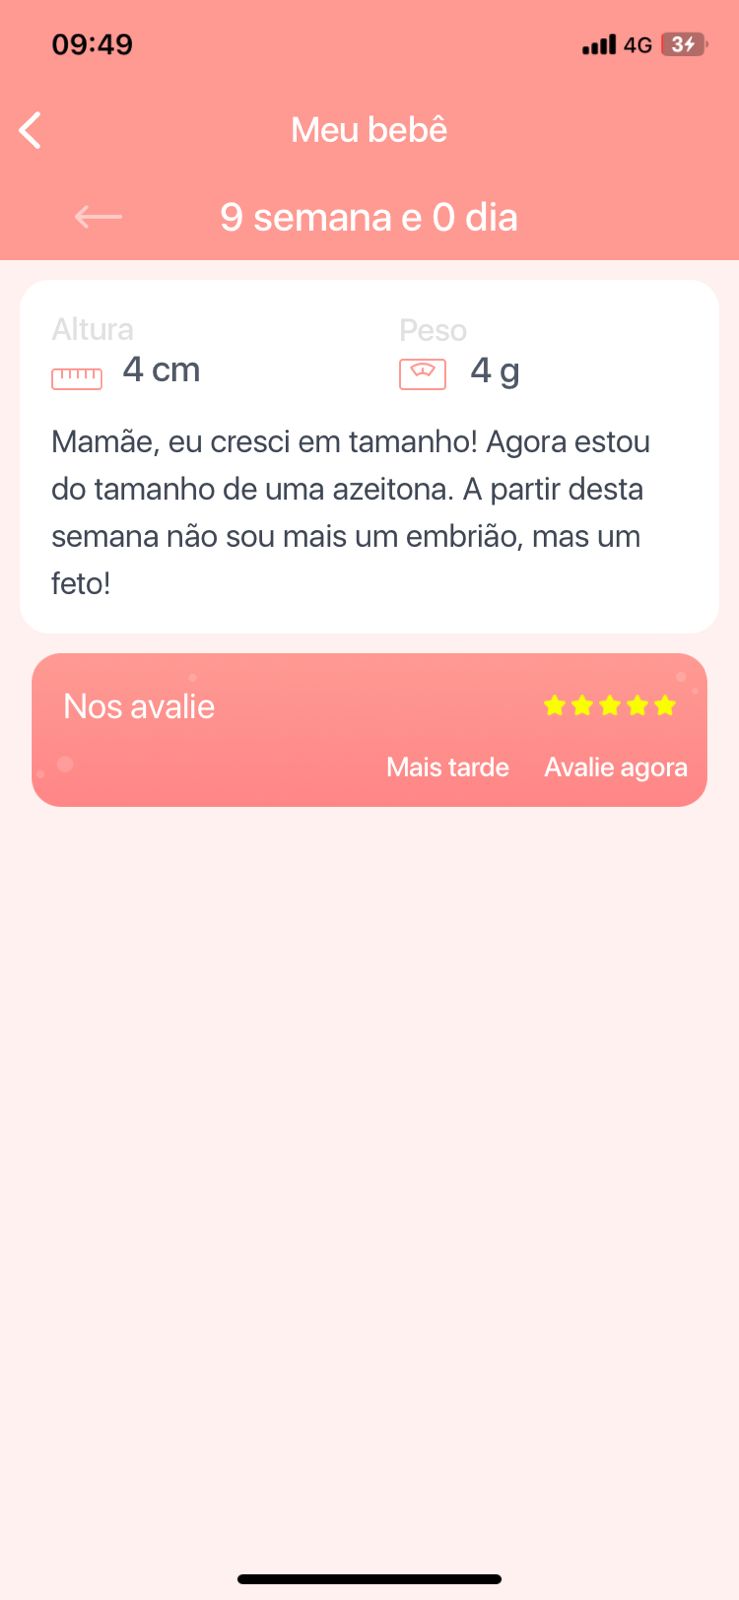 09:49
4G 3
Meu bebê
9 semana e 0 dia
Altura Peso
4 cm 4 g
Mamãe, eu cresci em tamanho! Agora estou
do tamanho de uma azeitona. A partir desta
semana não sou mais um embrião, mas um
feto!
Nos avalie
Mais tarde Avalie agora